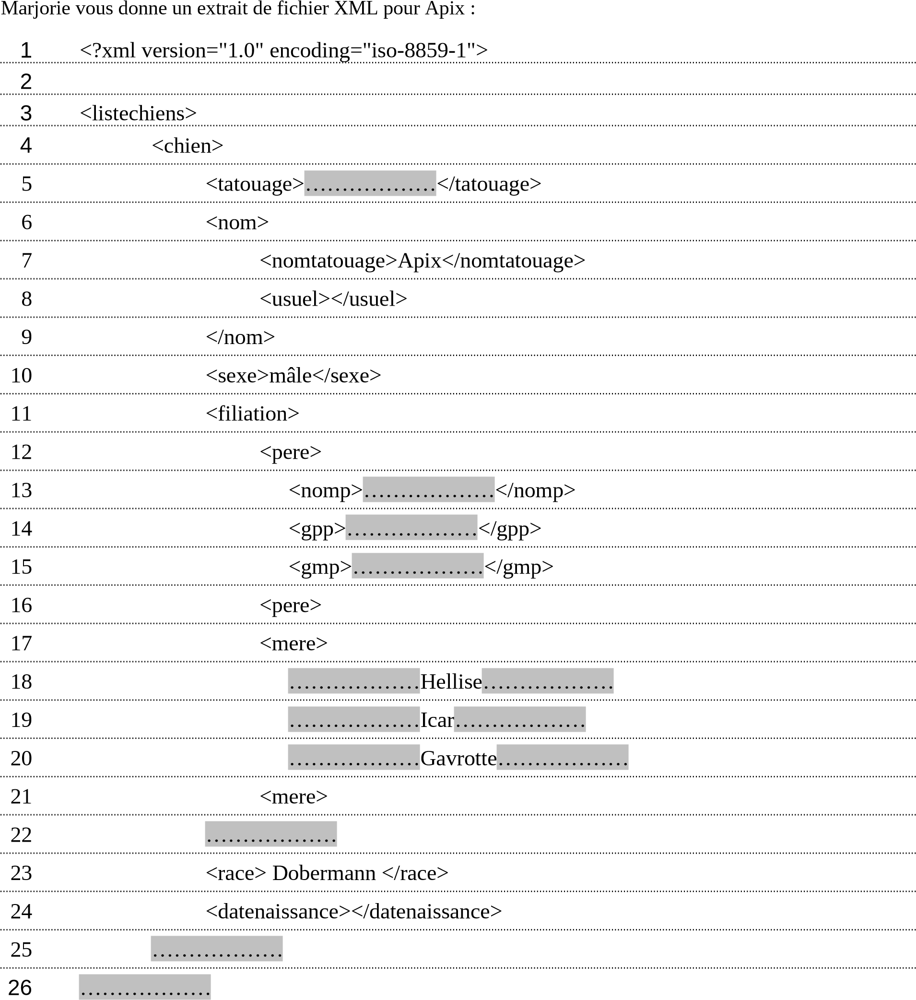 Marjorie vous donne un extrait de fichier XML pour Apix :
1 <?xml version="1.0" encoding="iso-8859-1">
2
3 <listechiens>
4 <chien>
5 <tatouage>………………</tatouage>
6 <nom>
7 <nomtatouage>Apix</nomtatouage>
8 <usuel></usuel>
9 </nom>
10 <sexe>mâle</sexe>
11 <filiation>
12 <pere>
13 <nomp>………………</nomp>
14 <gpp>………………</gpp>
15 <gmp>………………</gmp>
16 <pere>
17 <mere>
18 ………………Hellise………………
19 ………………Icar………………
20 ………………Gavrotte………………
21 <mere>
22 ………………
23 <race> Dobermann </race>
24 <datenaissance></datenaissance>
25 ………………
26 ………………